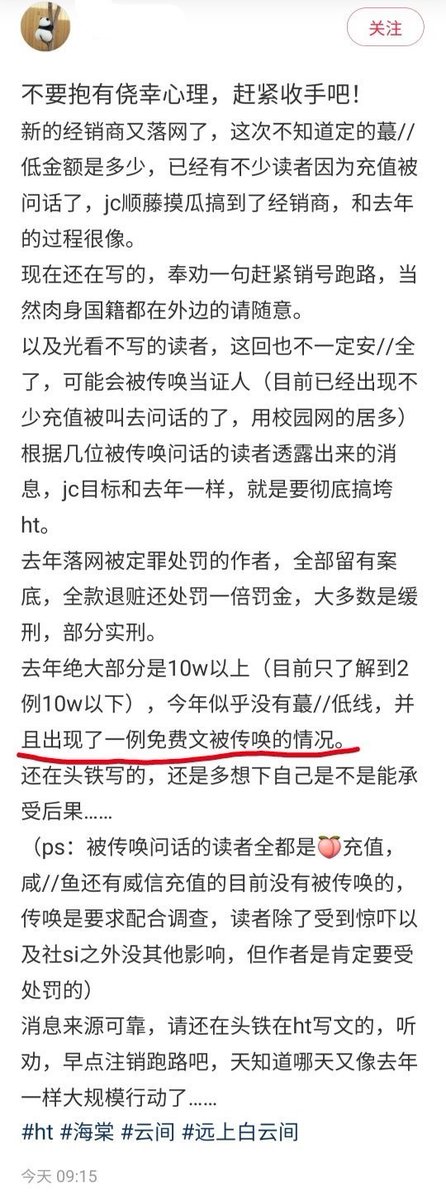 关注
不要抱有侥幸心理，赶紧收手吧！
新的经销商又落网了，这次不知道定的蕞//
低金额是多少，已经有不少读者因为充值被
问话了，jc顺藤摸瓜搞到了经销商，和去年
的过程很像。
现在还在写的，奉劝一句赶紧销号跑路，当
然肉身国籍都在外边的请随意。
以及光看不写的读者，这回也不一定安//全
了，可能会被传唤当证人（目前已经出现不
少充值被叫去问话的了，用校园网的居多）
根据几位被传唤问话的读者透露出来的消
息，jc目标和去年一样，就是要彻底搞垮
ht。
去年落网被定罪处罚的作者，全部留有案
底，全款退赃还处罚一倍罚金，大多数是缓
刑，部分实刑。
去年绝大部分是10w以上（目前只了解到2
例10w以下），今年似乎没有蕞//低线，并
且出现了一例免费文被传唤的情况。
还在头铁写的，还是多想下自己是不是能承
受后果……
（ps：被传唤问话的读者全都是🍑充值，
咸//鱼还有威信充值的目前没有被传唤的，
传唤是要求配合调查，读者除了受到惊吓以
及社si之外没其他影响，但作者是肯定要受
处罚的）
消息来源可靠，请还在头铁在ht写文的，听
劝，早点注销跑路吧，天知道哪天又像去年
一样大规模行动了……
#ht #海棠 #云间 #远上白云间
今天 09:15